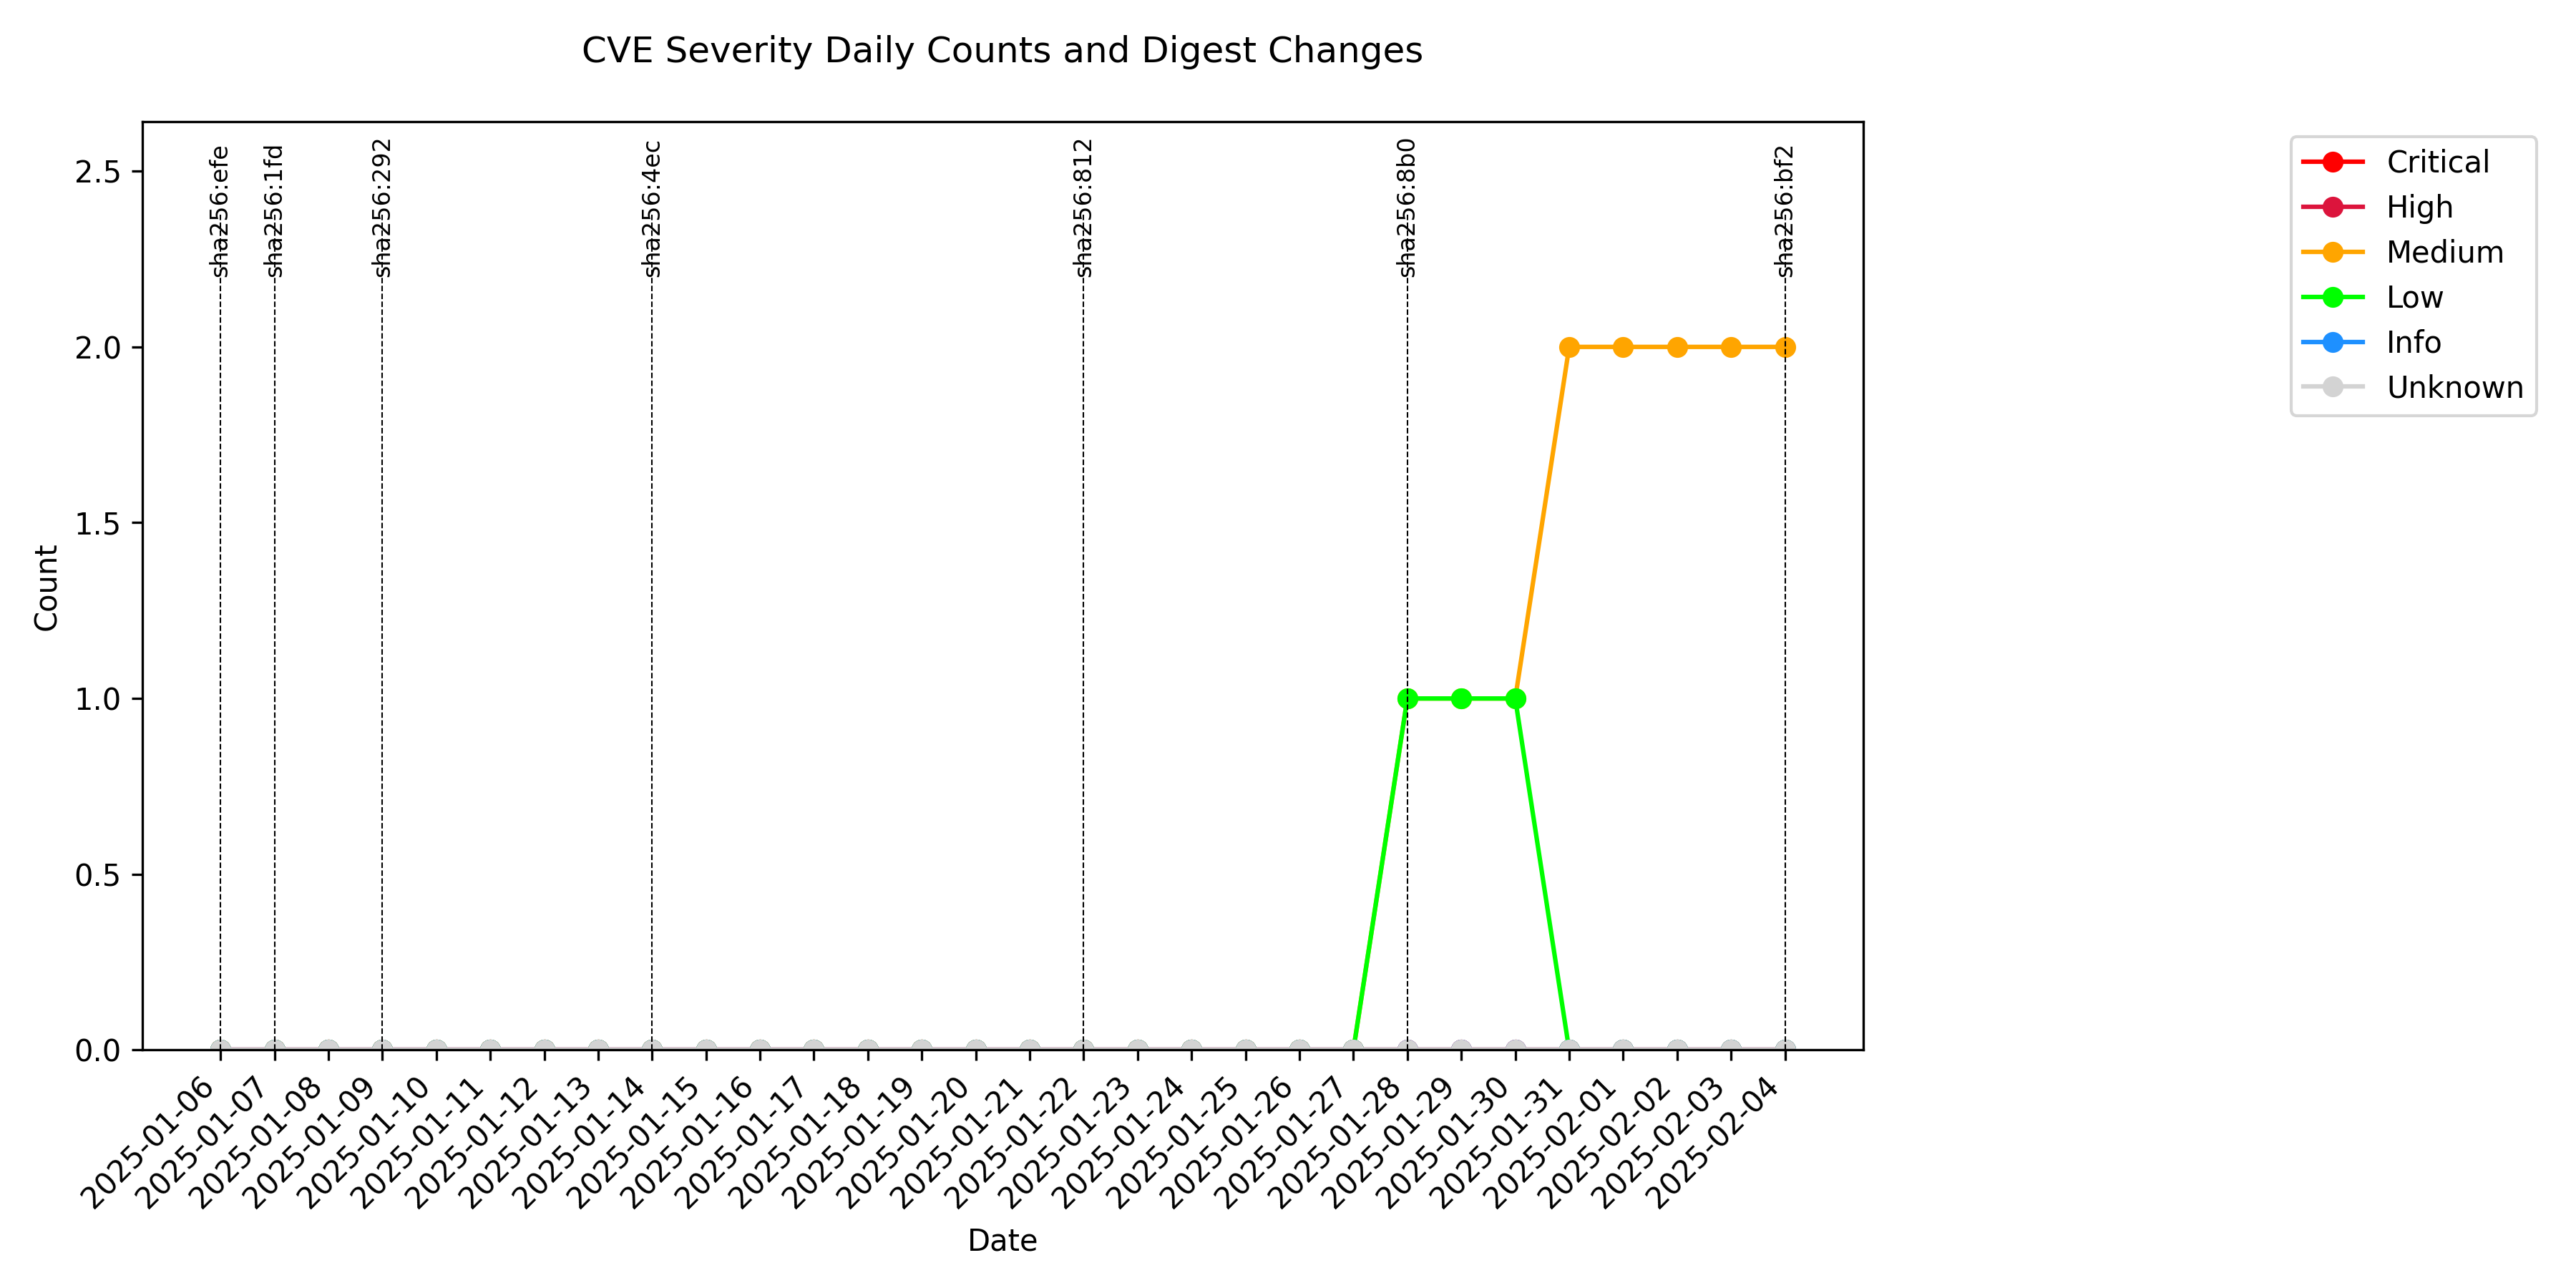 CVE Severity Daily Counts and Digest Changes
sha256:efe
sha256:1fd
sha256:292
sha256:4ec
sha256:812
sha256:8b0
sha256:bf2
Critical
High
Medium
Low
Info
Unknown
2.5
2.0
1.5
1.0
0.5
0.0
Count
2025-01-06
2025-01-07
2025-01-08
2025-01-09
2025-01-10
2025-01-11
2025-01-12
2025-01-13
2025-01-14
2025-01-15
2025-01-16
2025-01-17
2025-01-18
2025-01-19
2025-01-20
2025-01-21
2025-01-22
2025-01-23
2025-01-24
2025-01-25
2025-01-26
2025-01-27
2025-01-28
2025-01-29
2025-01-30
2025-01-31
2025-02-01
2025-02-02
2025-02-03
2025-02-04
Date